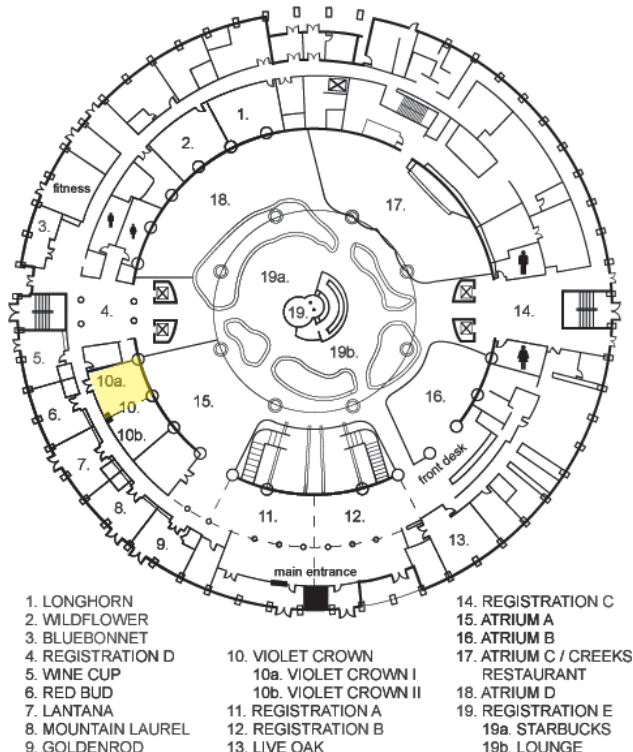 1.
2.
fitness
18.
17.
3.
19a.
4.
19.
14.
19b.
5.
10a.
15.
16.
6.
10.
10b.
7.
front desk
8.
11.
12.
9.
13.
main entrance
1. LONGHORN
2. WILDFLOWER
3. BLUEBONNET
4. REGISTRATION D
5. WINE CUP
6. RED BUD
7. LANTANA
8. MOUNTAIN LAUREL
9. GOLDENROD
10. VIOLET CROWN
10a. VIOLET CROWN I
10b. VIOLET CROWN II
11. REGISTRATION A
12. REGISTRATION B
13. LIVE OAK
14. REGISTRATION C
15. ATRIUM A
16. ATRIUM B
17. ATRIUM C / CREEKS
RESTAURANT
18. ATRIUM D
19. REGISTRATION E
19a. STARBUCKS
19b. LOUNGE